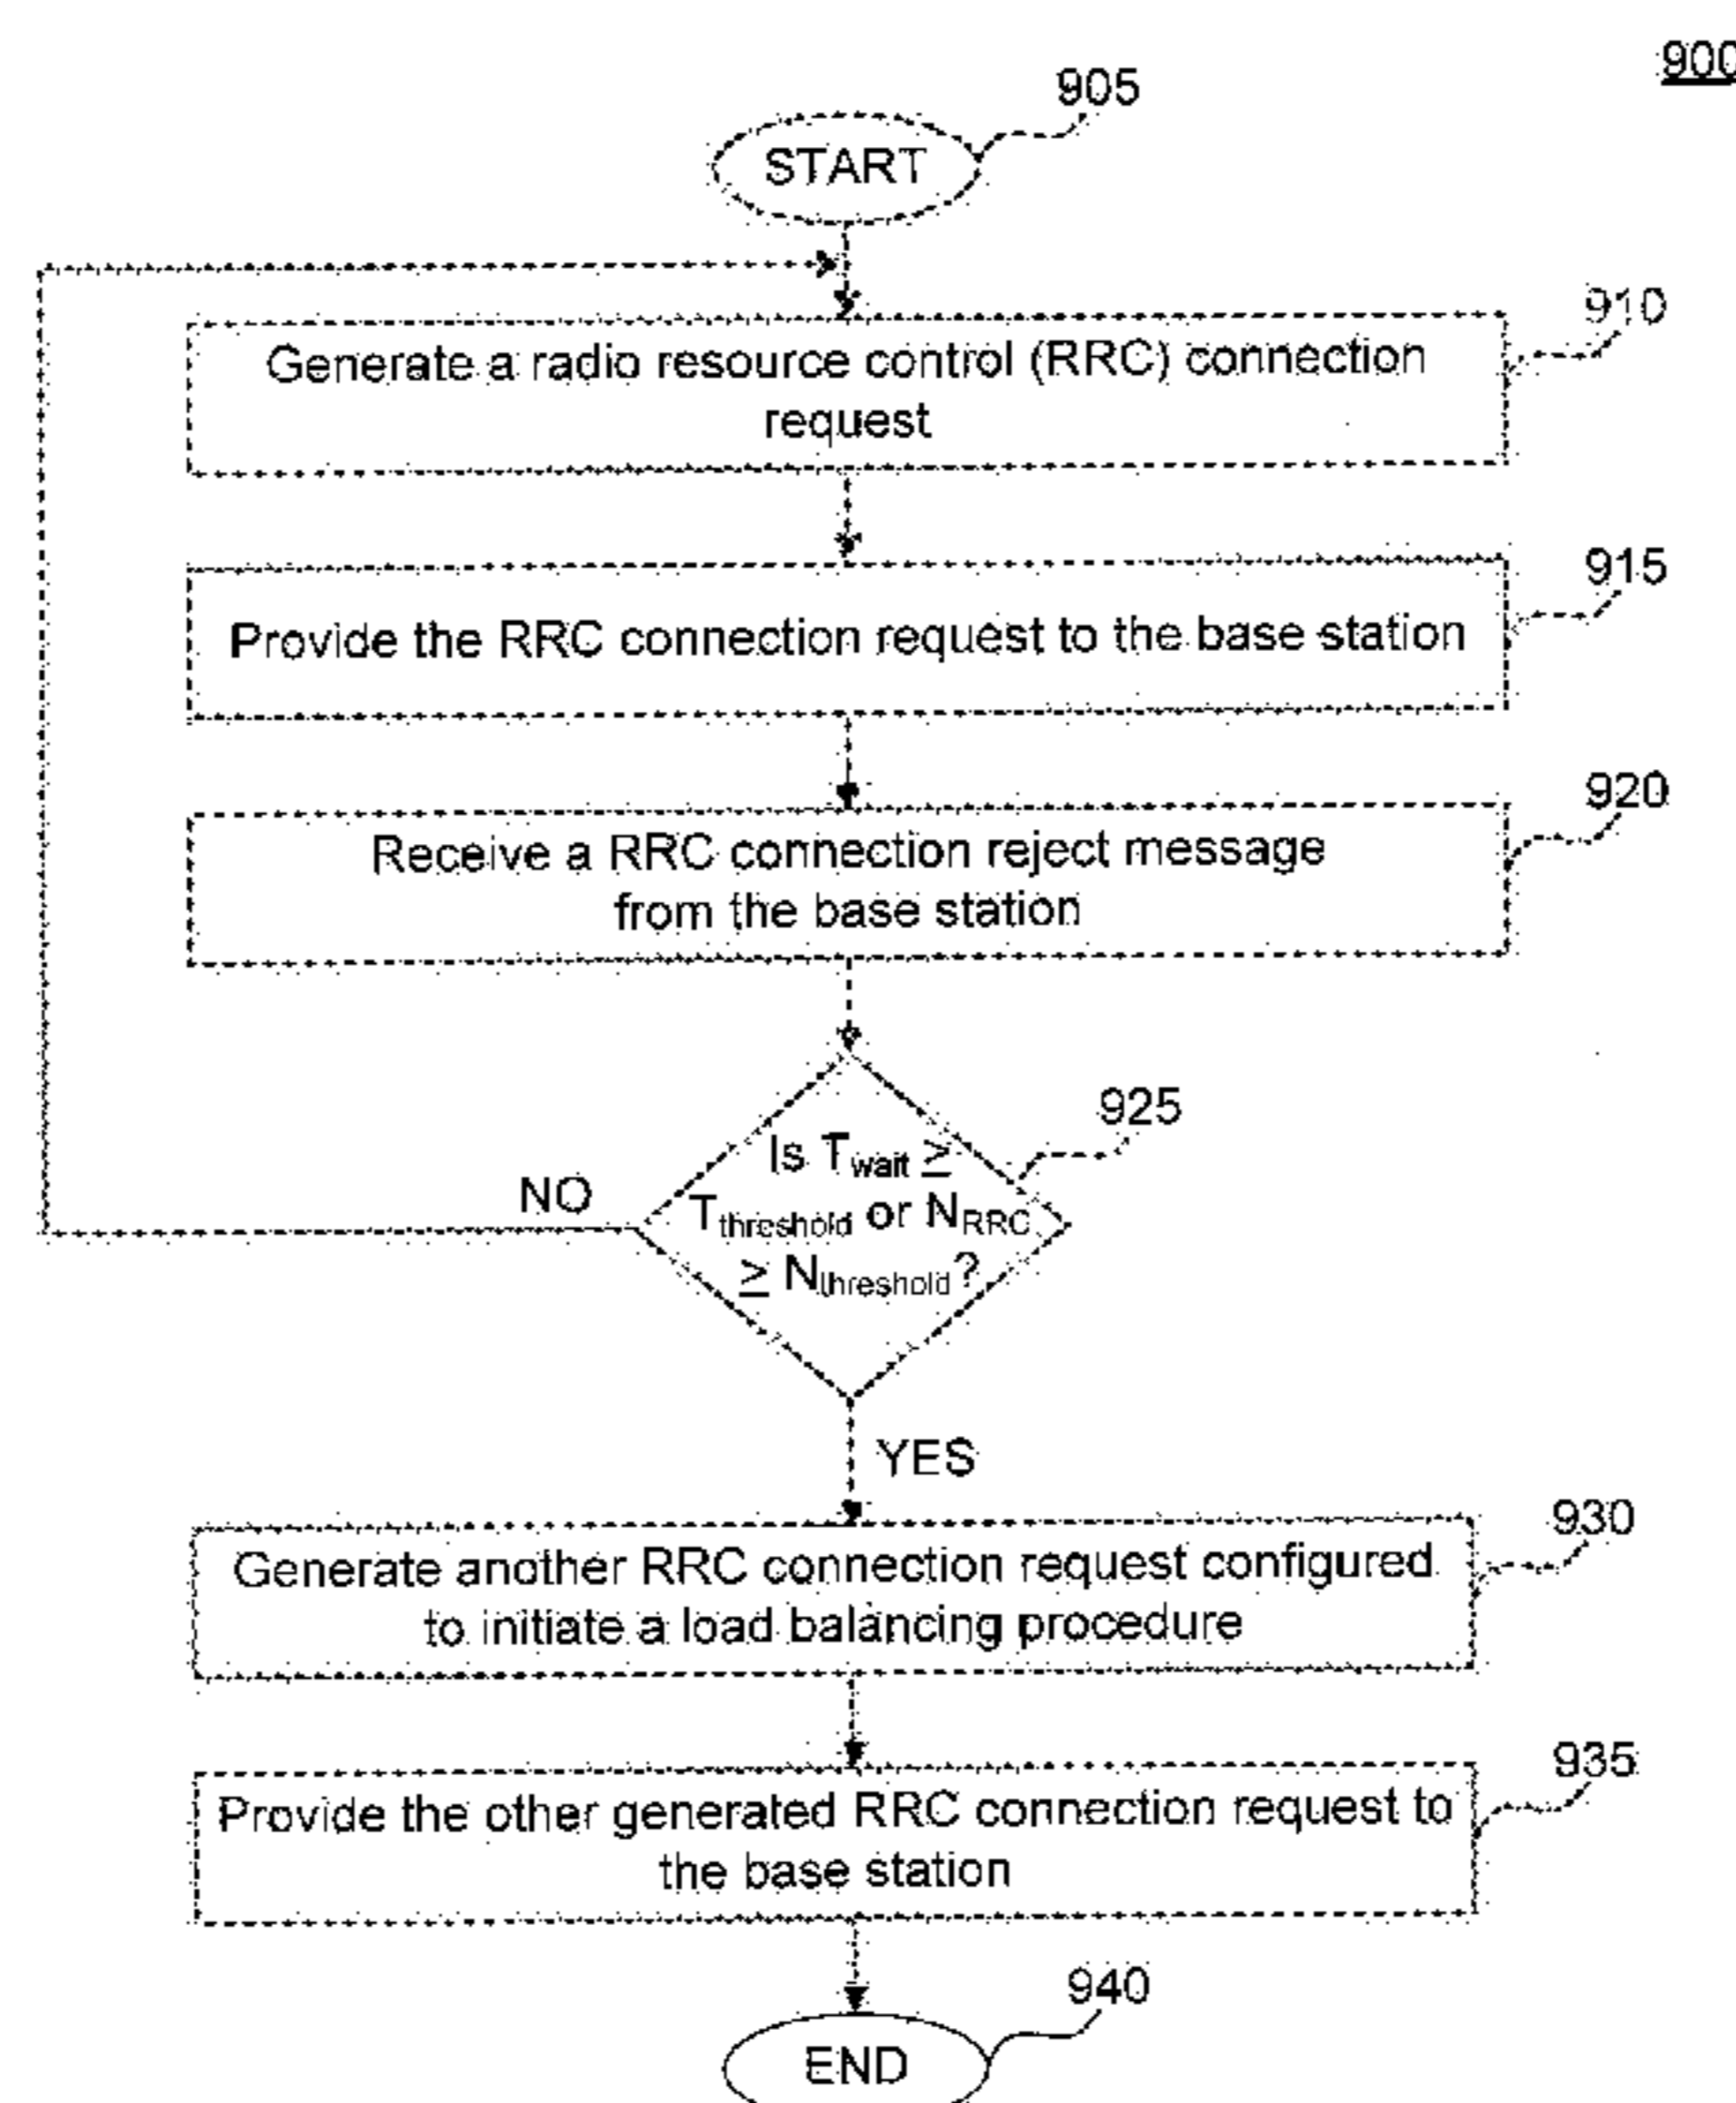 900
905
START
910
Generate a radio resource control (RRC) connection
request
915
Provide the RRC connection request to the base station
920
Receive a RRC connection reject message
from the base station
925
Is Twait ≥
Tthreshold or NRRC
≥ Nthreshold?
NO
YES
930
Generate another RRC connection request configured
to initiate a load balancing procedure
935
Provide the other generated RRC connection request to
the base station
940
END